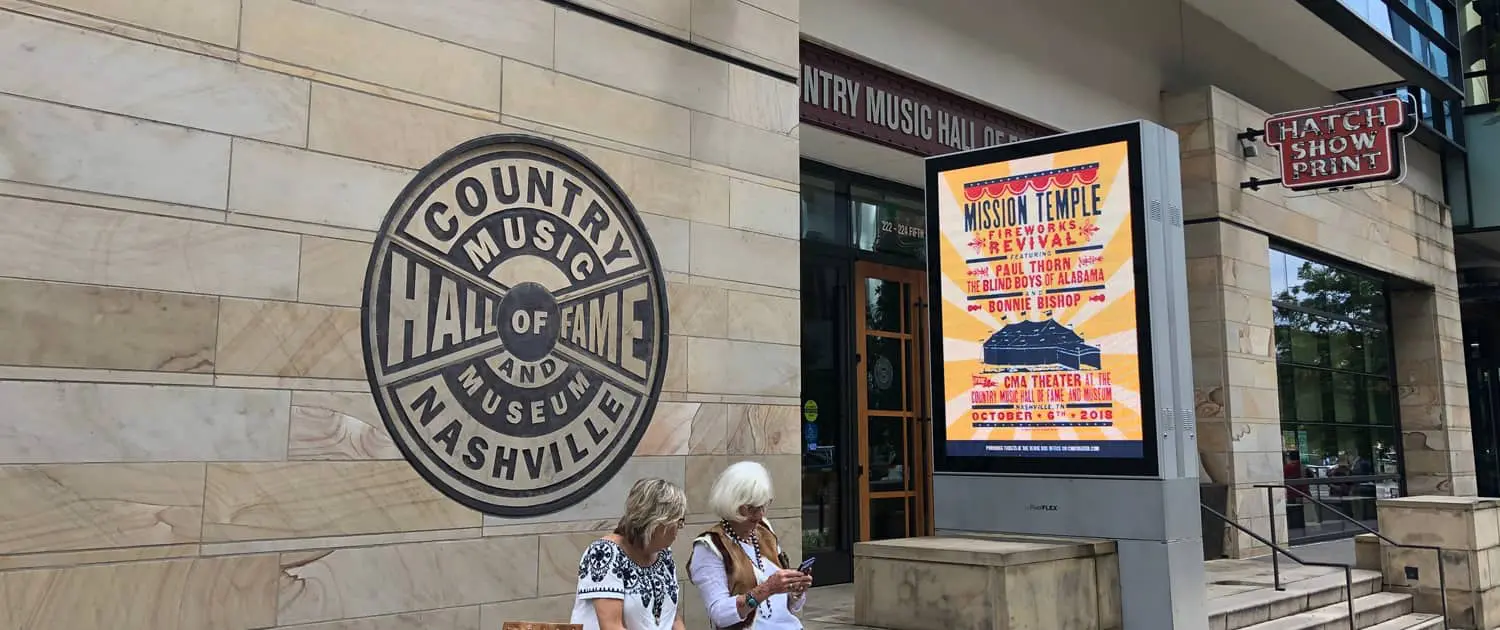 COUNTRY
MUSIC
HALL OF FAME
AND
MUSEUM
NASHVILLE
NTRY MUSIC HALL OF
222 - 224 FIFTH
MISSION TEMPLE
FIREWORKS
REVIVAL
FEATURING
PAUL THORN
THE BLIND BOYS OF ALABAMA
AND
BONNIE BISHOP
CMA THEATER AT THE
COUNTRY MUSIC HALL OF FAME AND MUSEUM
NASHVILLE, TN
OCTOBER 6TH 2018
HATCH
SHOW
PRINT